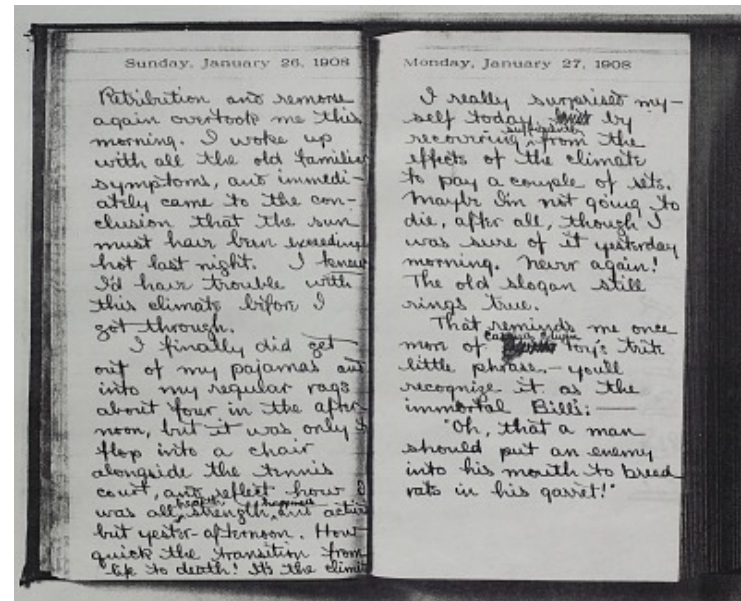 Sunday, January 26, 1908
Retribution and remorse
again overtook me this
morning. I woke up
with all the old familiar
symptoms, and immedi-
ately came to the con-
clusion that the sun
must have been exceeding
hot last night. I knew
I'd have trouble with
this climate before I
got through.
I finally did get
out of my pajamas and
into my regular rags
about four in the after-
noon, but it was only t
flop into a chair
alongside the tennis
court, and reflect how I
was all health, strength, happiness and activi
but yester-afternoon. How
quick the transition from
life to death! It's the climat
Monday, January 27, 1908
I really surprised my-
self today by
recovering sufficiently from the
effects of the climate
to pay a couple of sets.
Maybe I'm not going to
die, after all, though I
was sure of it yesterday
morning. Never again!
The old slogan still
rings true.
That reminds me once
more of toy's trite
little phrase, — you'll
recognize it as the
immortal Bill's: —
"Oh, that a man
should put an enemy
into his mouth to breed
rats in his garret!"